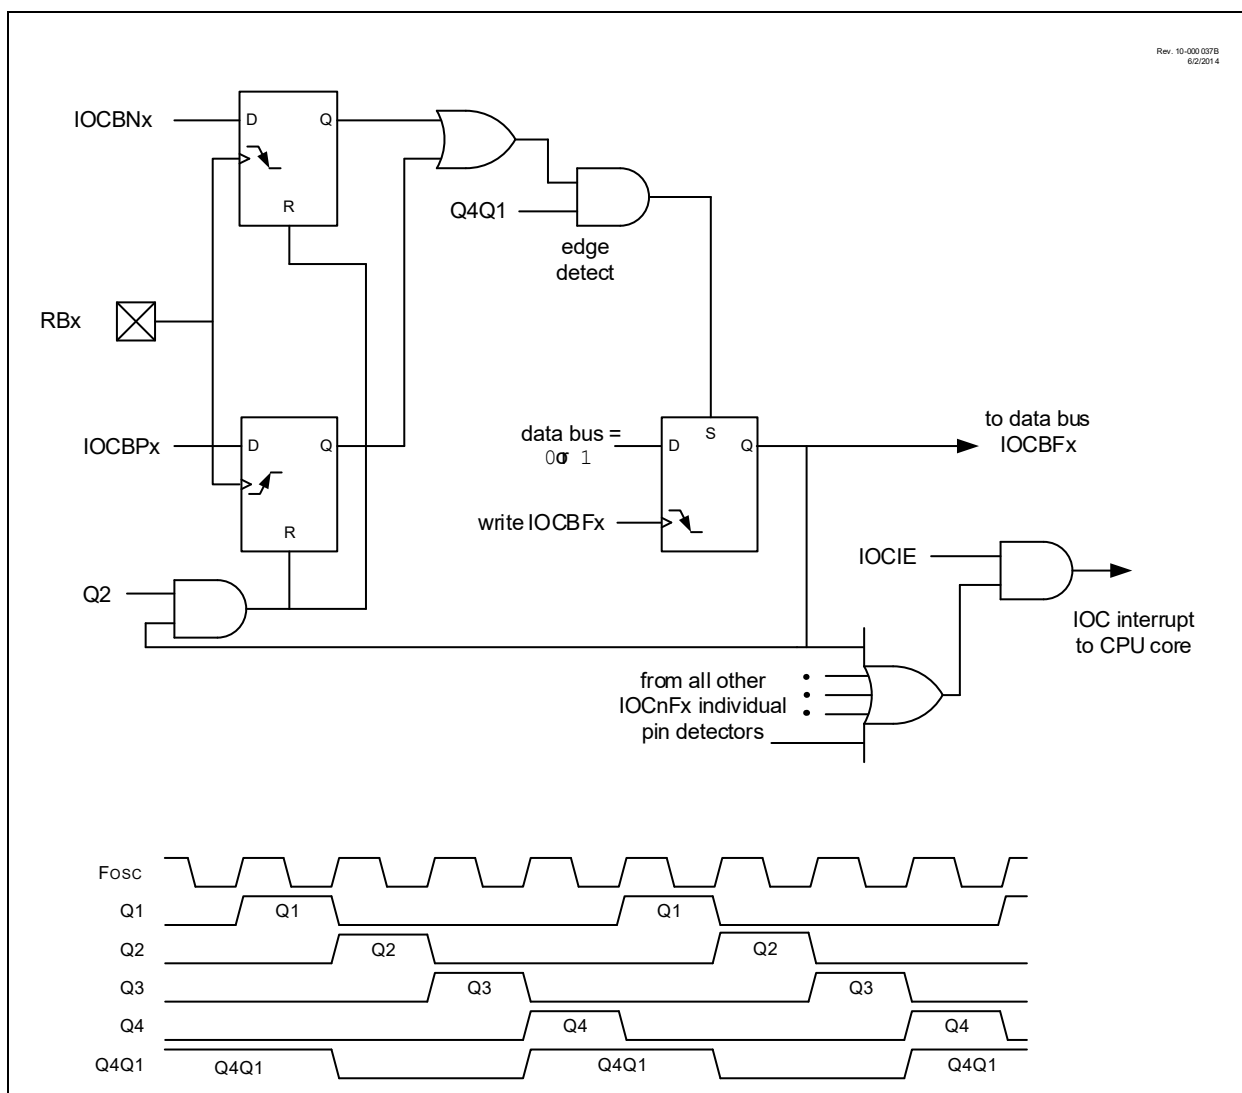 Rev. 10-000 037B
6/2/2014
IOCBNx
D
Q
R
Q4Q1
edge
detect
RBx
IOCBPx
D
Q
R
data bus =
0 or 1
D
S
Q
write IOCBFx
to data bus
IOCBFx
IOCIE
IOC interrupt
to CPU core
Q2
from all other
IOCnFx individual
pin detectors
FOSC
Q1
Q1
Q1
Q2
Q2
Q2
Q3
Q3
Q3
Q4
Q4
Q4
Q4Q1
Q4Q1
Q4Q1
Q4Q1